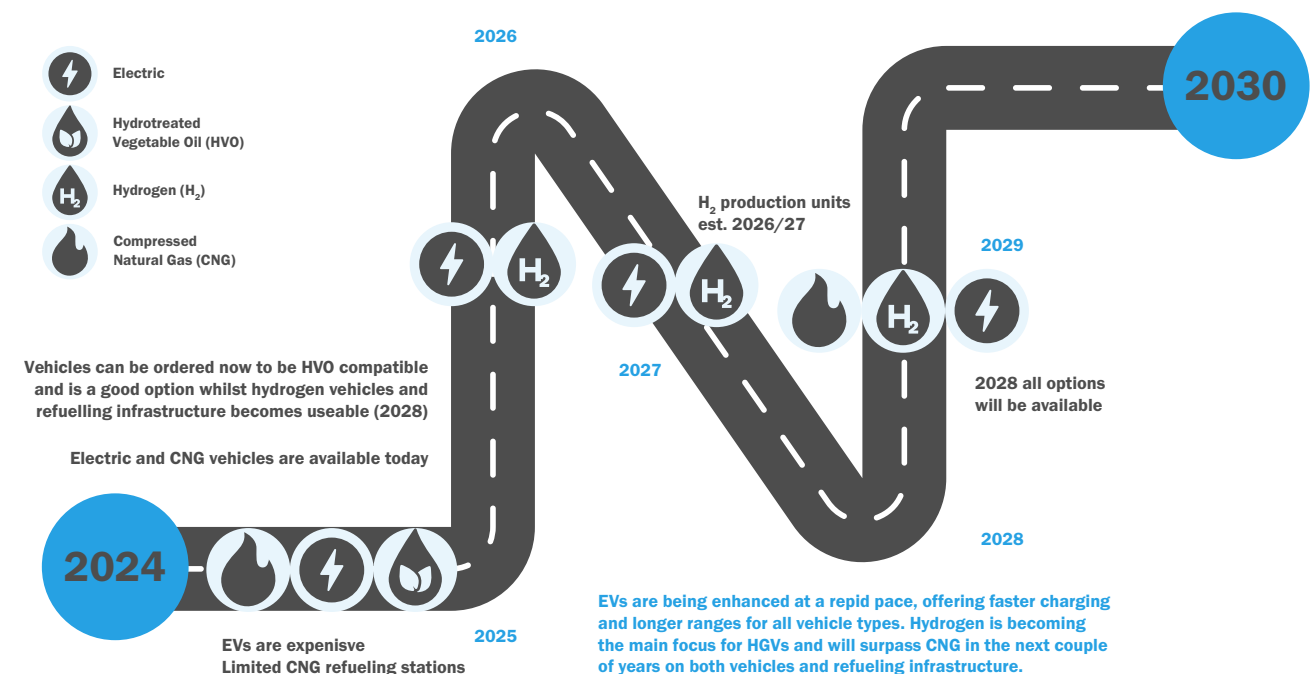 2026
2030
Electric
Hydrotreated
Vegetable Oil (HVO)
H2
Hydrogen (H2)
Compressed
Natural Gas (CNG)
H2 production units
est. 2026/27
2029
H2
H2
H2
2027
Vehicles can be ordered now to be HVO compatible
and is a good option whilst hydrogen vehicles and
refuelling infrastructure becomes useable (2028)
2028 all options
will be available
Electric and CNG vehicles are available today
2024
2028
2025
EVs are expenisve
Limited CNG refueling stations
EVs are being enhanced at a repid pace, offering faster charging
and longer ranges for all vehicle types. Hydrogen is becoming
the main focus for HGVs and will surpass CNG in the next couple
of years on both vehicles and refueling infrastructure.